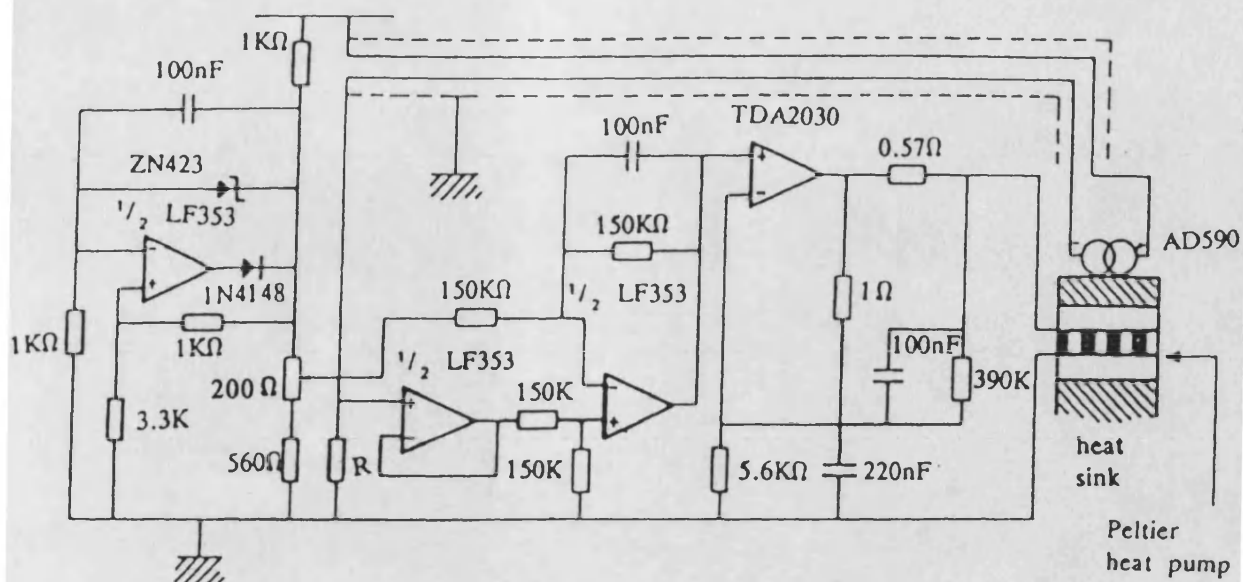 1KΩ
100nF
TDA2030
100nF
0.57Ω
ZN423
1/2
LF353
150KΩ
AD590
1/2
LF353
1N4148
150KΩ
1Ω
1KΩ
1KΩ
1/2
LF353
100nF
200Ω
150K
390K
3.3K
560Ω
R
150K
5.6KΩ
220nF
heat
sink
Peltier
heat pump